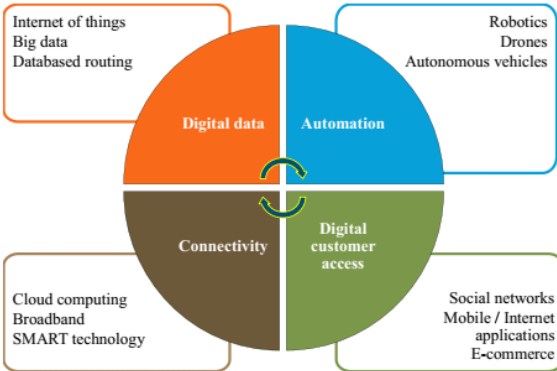 Internet of things
Big data
Databased routing
Robotics
Drones
Autonomous vehicles
Digital data
Automation
Connectivity
Digital
customer
access
Cloud computing
Broadband
SMART technology
Social networks
Mobile / Internet
applications
E-commerce